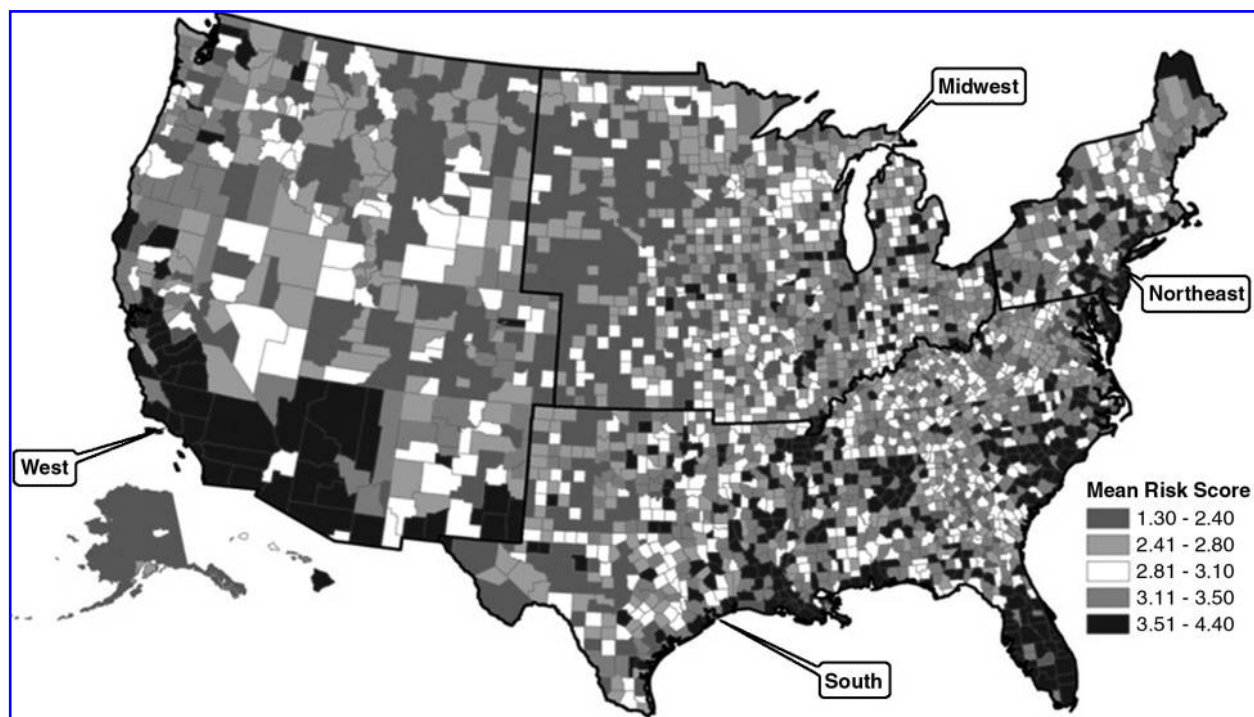 Midwest
Northeast
West
South
Mean Risk Score
1.30 - 2.40
2.41 - 2.80
2.81 - 3.10
3.11 - 3.50
3.51 - 4.40